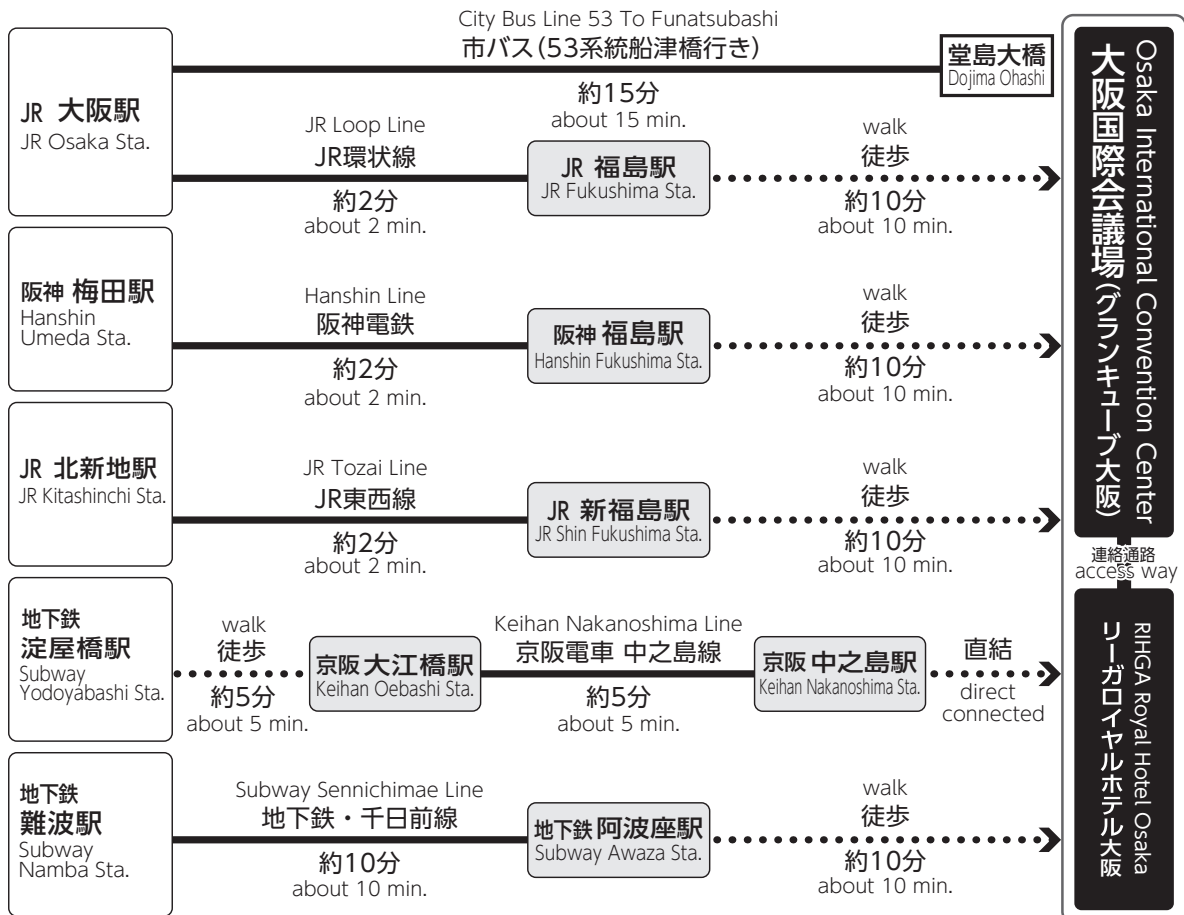 City Bus Line 53 To Funatsubashi
市バス（53系統船津橋行き）
JR 大阪駅
JR Osaka Sta.
約15分
about 15 min.
堂島大橋
Dojima Ohashi
JR Loop Line
JR環状線
約2分
about 2 min.
JR 福島駅
JR Fukushima Sta.
walk
徒歩
約10分
about 10 min.
阪神 梅田駅
Hanshin
Umeda Sta.
Hanshin Line
阪神電鉄
約2分
about 2 min.
阪神 福島駅
Hanshin Fukushima Sta.
walk
徒歩
約10分
about 10 min.
JR 北新地駅
JR Kitashinchi Sta.
JR Tozai Line
JR東西線
約2分
about 2 min.
JR 新福島駅
JR Shin Fukushima Sta.
walk
徒歩
約10分
about 10 min.
地下鉄
淀屋橋駅
Subway
Yodoyabashi Sta.
walk
徒歩
約5分
about 5 min.
京阪 大江橋駅
Keihan Oebashi Sta.
Keihan Nakanoshima Line
京阪電車 中之島線
約5分
about 5 min.
京阪 中之島駅
Keihan Nakanoshima Sta.
直結
direct
connected
地下鉄
難波駅
Subway
Namba Sta.
Subway Sennichimae Line
地下鉄・千日前線
約10分
about 10 min.
地下鉄 阿波座駅
Subway Awaza Sta.
walk
徒歩
約10分
about 10 min.
Osaka International Convention Center
大阪国際会議場（グランキューブ大阪）
連絡通路
access way
RIHGA Royal Hotel Osaka
リーガロイヤルホテル大阪